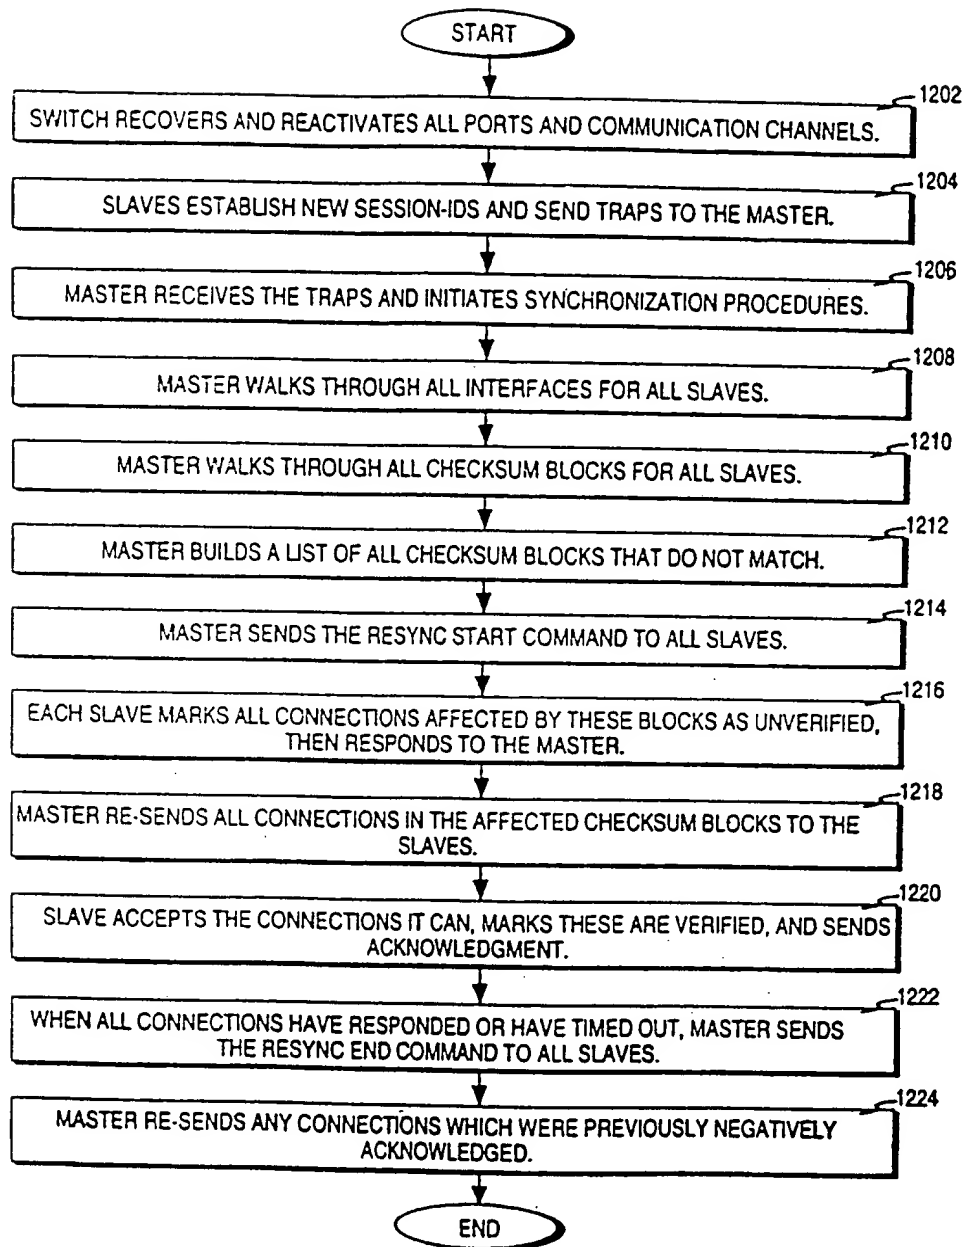 START
1202
SWITCH RECOVERS AND REACTIVATES ALL PORTS AND COMMUNICATION CHANNELS.
1204
SLAVES ESTABLISH NEW SESSION-IDS AND SEND TRAPS TO THE MASTER.
1206
MASTER RECEIVES THE TRAPS AND INITIATES SYNCHRONIZATION PROCEDURES.
1208
MASTER WALKS THROUGH ALL INTERFACES FOR ALL SLAVES.
1210
MASTER WALKS THROUGH ALL CHECKSUM BLOCKS FOR ALL SLAVES.
1212
MASTER BUILDS A LIST OF ALL CHECKSUM BLOCKS THAT DO NOT MATCH.
1214
MASTER SENDS THE RESYNC START COMMAND TO ALL SLAVES.
1216
EACH SLAVE MARKS ALL CONNECTIONS AFFECTED BY THESE BLOCKS AS UNVERIFIED,
THEN RESPONDS TO THE MASTER.
1218
MASTER RE-SENDS ALL CONNECTIONS IN THE AFFECTED CHECKSUM BLOCKS TO THE
SLAVES.
1220
SLAVE ACCEPTS THE CONNECTIONS IT CAN, MARKS THESE ARE VERIFIED, AND SENDS
ACKNOWLEDGMENT.
1222
WHEN ALL CONNECTIONS HAVE RESPONDED OR HAVE TIMED OUT, MASTER SENDS
THE RESYNC END COMMAND TO ALL SLAVES.
1224
MASTER RE-SENDS ANY CONNECTIONS WHICH WERE PREVIOUSLY NEGATIVELY
ACKNOWLEDGED.
END